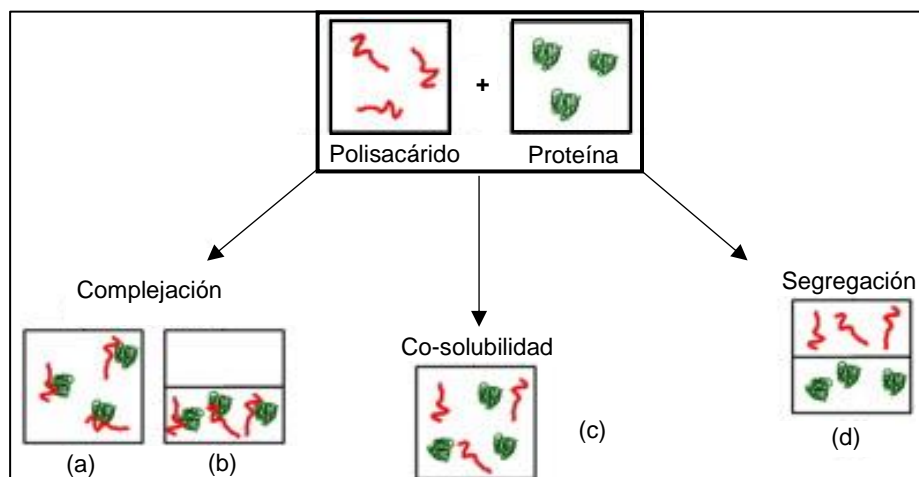 +
Polisacárido Proteína
Complejación
Segregación
Co-solubilidad
(a) (b)
(c)
(d)